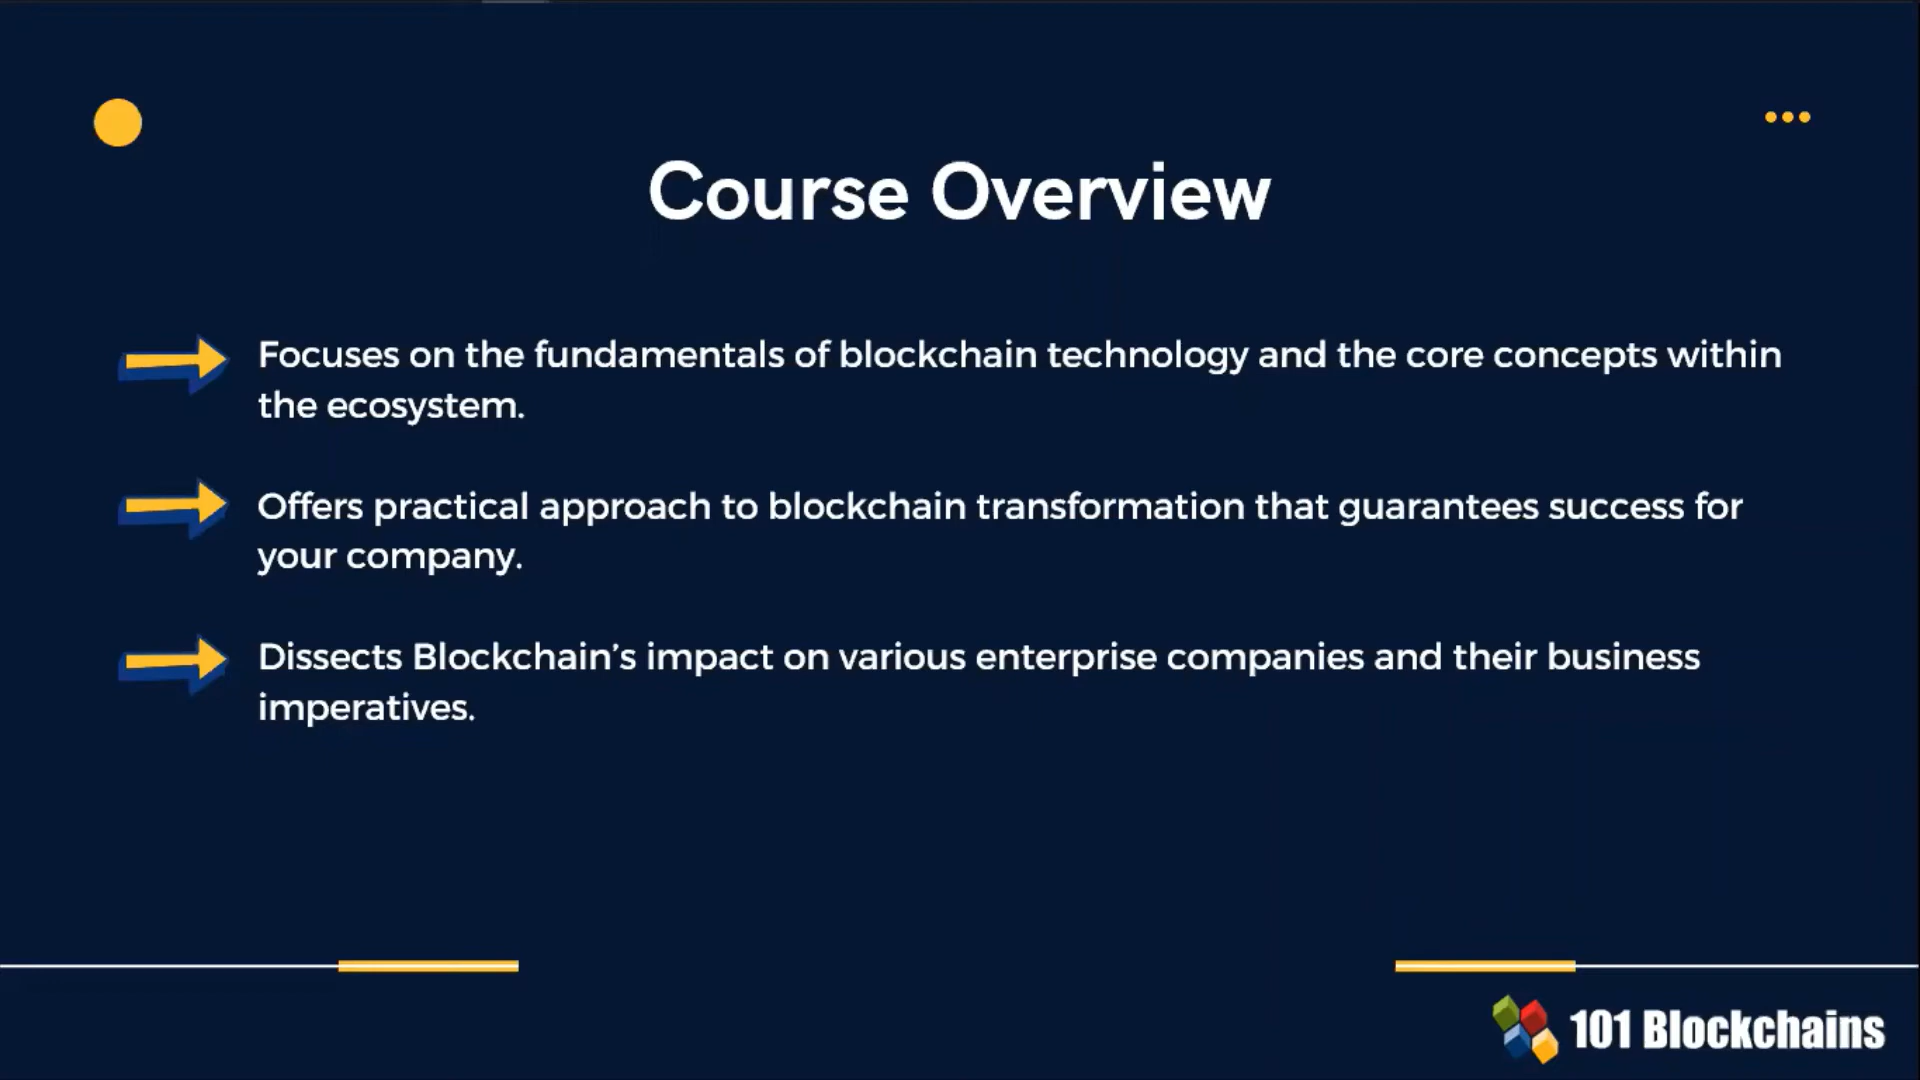 Course Overview
Focuses on the fundamentals of blockchain technology and the core concepts within
the ecosystem.
Offers practical approach to blockchain transformation that guarantees success for
your company.
Dissects Blockchain’s impact on various enterprise companies and their business
imperatives.
101 Blockchains